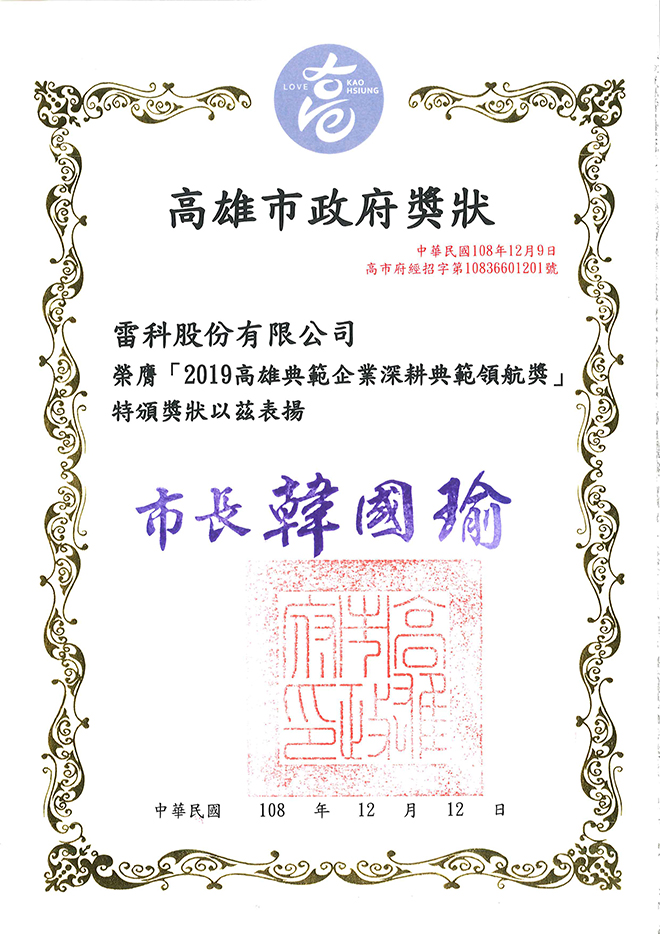 LOVE
KAO
HSIUNG
高雄市政府獎狀
中華民國108年12月9日
高市府經招字第10836601201號
雷科股份有限公司
榮膺「2019高雄典範企業深耕典範領航獎」
特頒獎狀以茲表揚
市長韓國瑜
高雄市政府印
中華民國 108 年 12 月 12 日